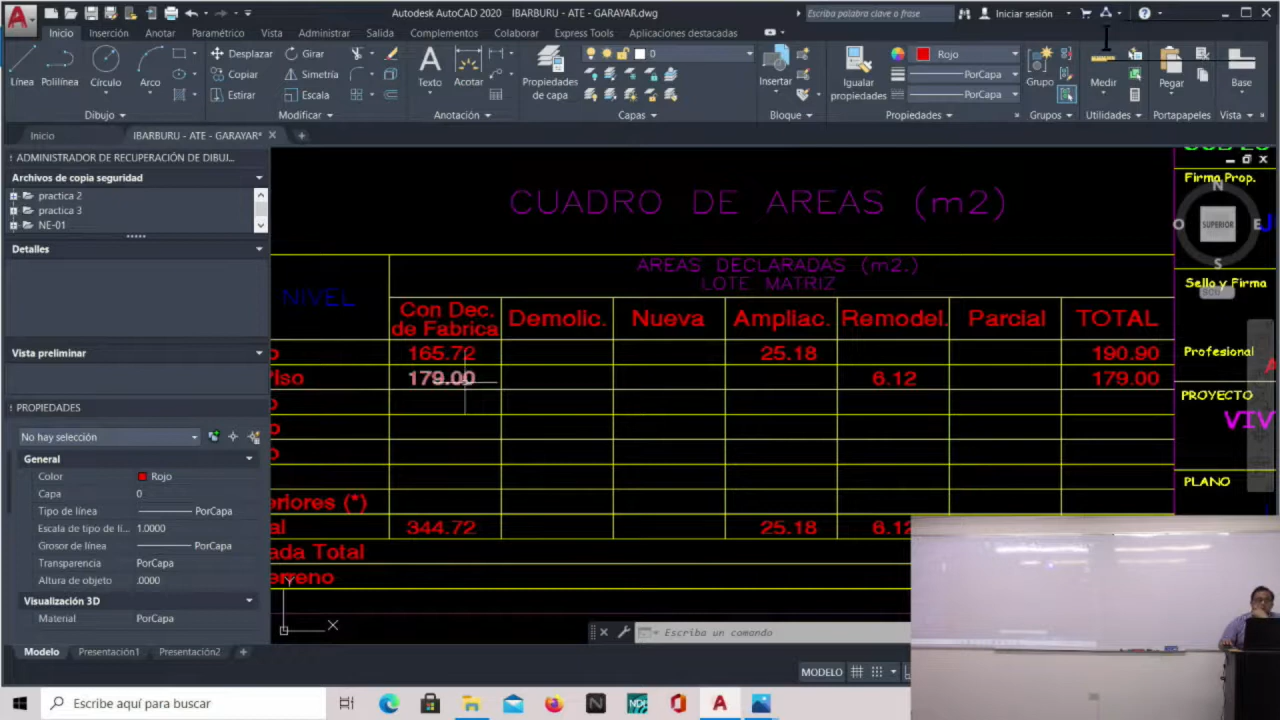 Autodesk AutoCAD 2020 IBARBURU - ATE - GARAYAR.dwg
Escriba palabra clave o frase
Iniciar sesión
Inicio Inserción Anotar Paramétrico Vista Administrar Salida Complementos Colaborar Express Tools Aplicaciones destacadas
Línea Polilínea Círculo Arco
Desplazar Girar
Copiar Simetría
Estirar Escala
Texto Acotar
Propiedades de capa
0
Insertar
Igualar propiedades
Rojo
PorCapa
PorCapa
Grupo
Medir
Pegar
Base
Dibujo Modificar Anotación Capas Bloque Propiedades Grupos Utilidades Portapapeles Vista
Inicio IBARBURU - ATE - GARAYAR*
ADMINISTRADOR DE RECUPERACIÓN DE DIBUJ...
Archivos de copia seguridad
practica 2
practica 3
NE-01
Detalles
Vista preliminar
PROPIEDADES
No hay selección
General
Color Rojo
Capa 0
Tipo de línea PorCapa
Escala de tipo de lí... 1.0000
Grosor de línea PorCapa
Transparencia PorCapa
Altura de objeto .0000
Visualización 3D
Material PorCapa
CUADRO DE AREAS (m2)
AREAS DECLARADAS (m2.)
LOTE MATRIZ
NIVEL
Con Dec. de Fabrica Demolic. Nueva Ampliac. Remodel. Parcial TOTAL
o 165.72 25.18 190.90
Piso 179.00 6.12 179.00
o
o
o
eriores (*)
al 344.72 25.18 6.12
ada Total
erreno
Firma Prop.
N
O SUPERIOR E
S
Sello y Firma
Profesional
PROYECTO
VIV
PLANO
Y
X
Escriba un comando
Modelo Presentación1 Presentación2
MODELO
Escribe aquí para buscar